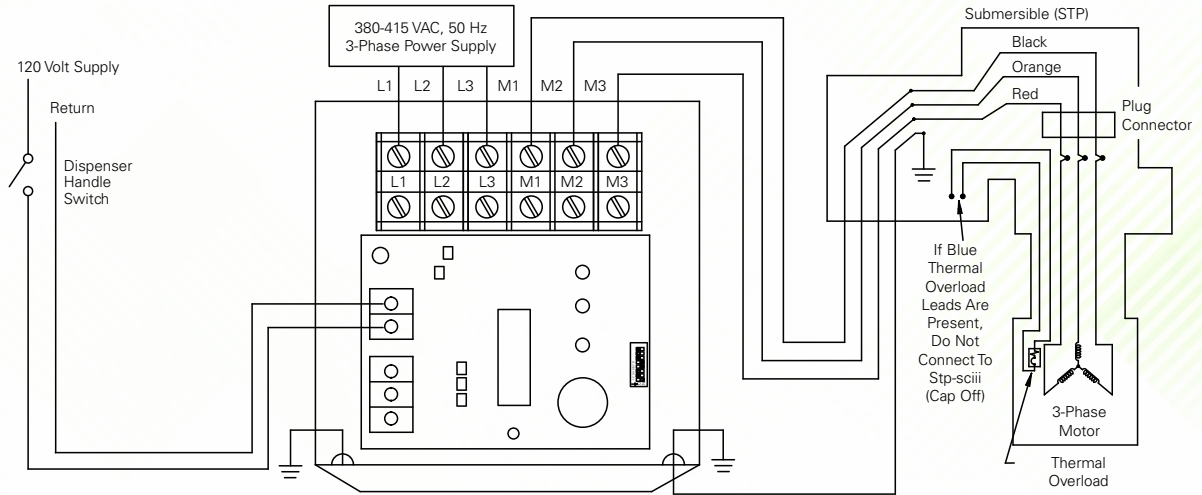 380-415 VAC, 50 Hz
3-Phase Power Supply
120 Volt Supply
Return
Dispenser
Handle
Switch
L1 L2 L3 M1 M2 M3
L1 L2 L3 M1 M2 M3
Submersible (STP)
Black
Orange
Red
Plug
Connector
If Blue
Thermal
Overload
Leads Are
Present,
Do Not
Connect To
Stp-sciii
(Cap Off)
3-Phase
Motor
Thermal
Overload